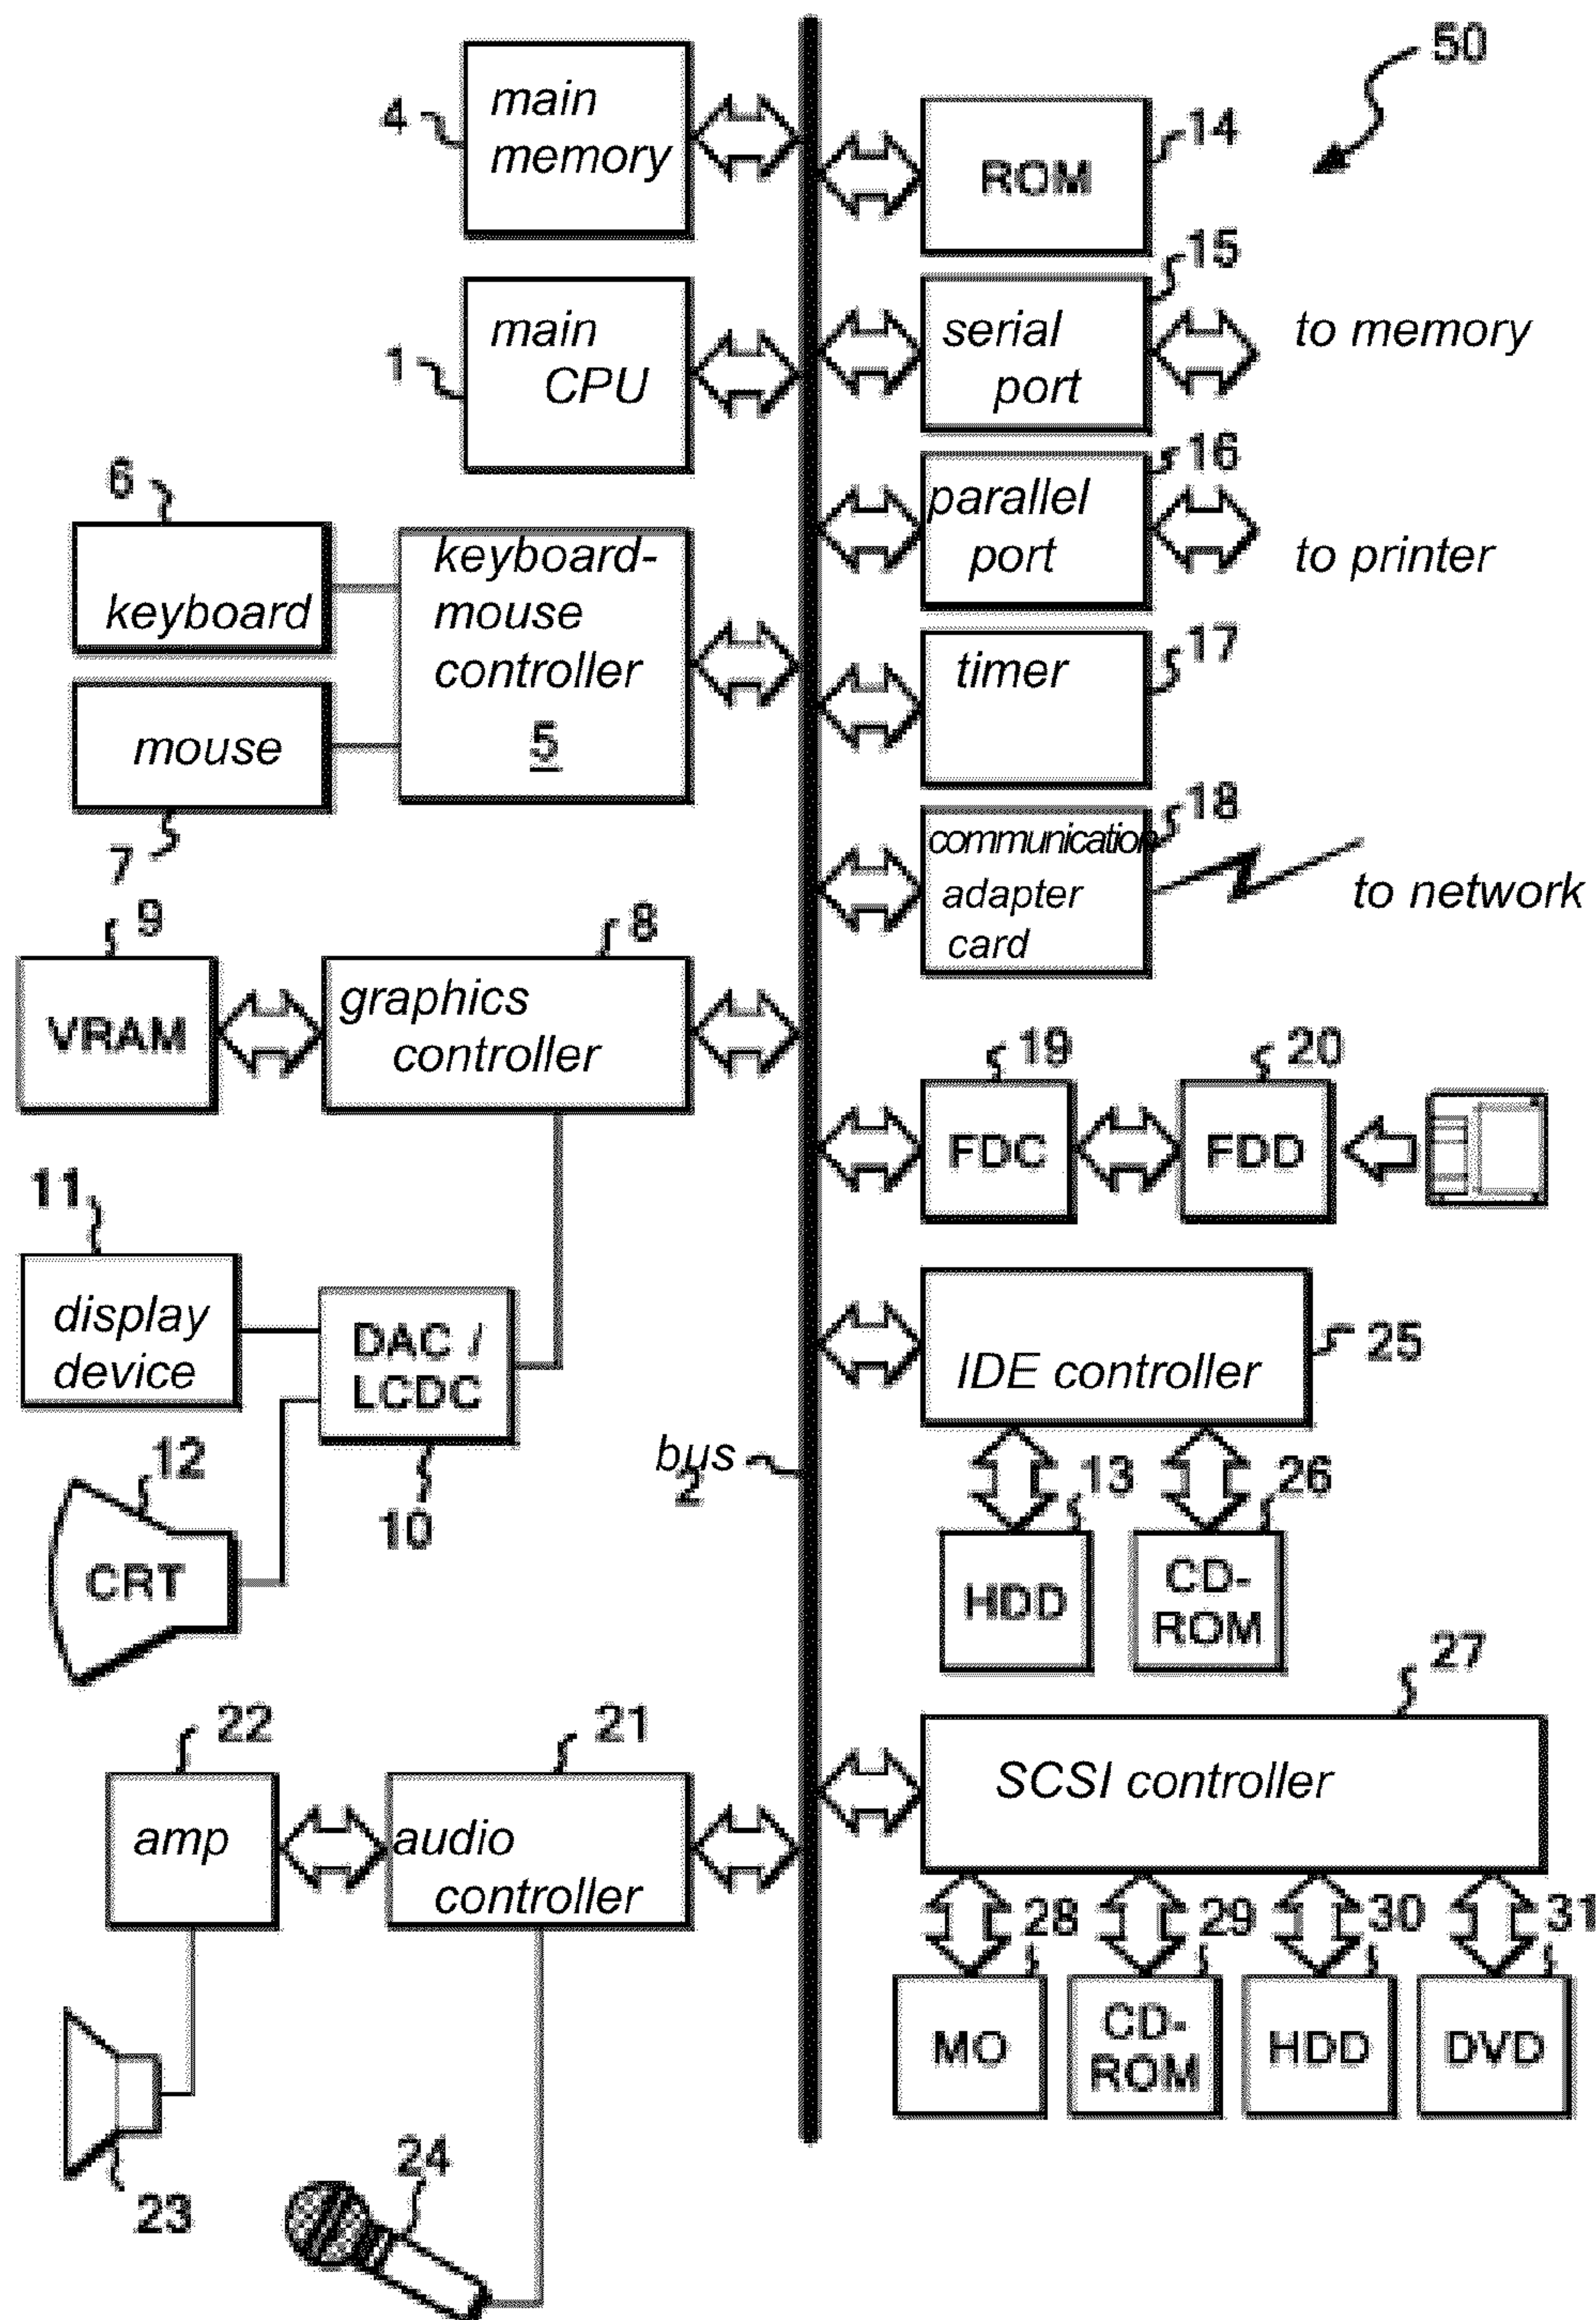 50
4
main
memory
14
ROM
15
1
main
CPU
serial
port
to memory
6
16
keyboard
keyboard-
mouse
controller
5
parallel
port
to printer
mouse
7
17
timer
18
communication
adapter
card
to network
9
VRAM
8
graphics
controller
19
FDC
20
FDD
11
display
device
DAC /
LCDC
10
25
IDE controller
bus
2
12
CRT
13
HDD
26
CD-
ROM
27
SCSI controller
22
amp
21
audio
controller
28
MO
29
CD-
ROM
30
HDD
31
DVD
23
24